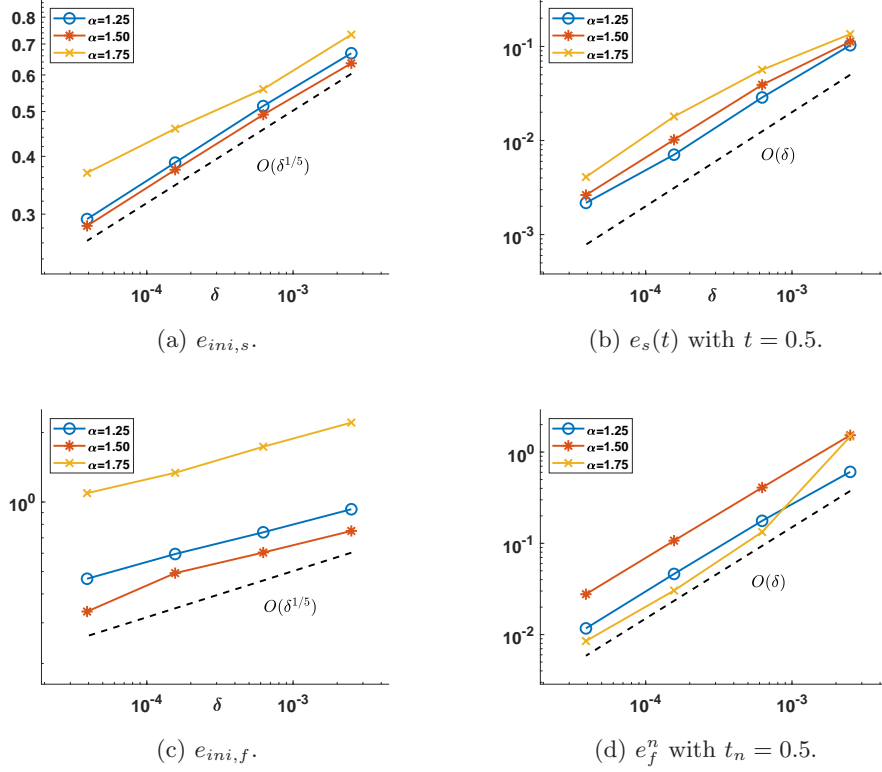 0.8
0.7
0.6
0.5
0.4
0.3
α=1.25
α=1.50
α=1.75
O(δ^{1/5})
10^{-4}
10^{-3}
δ
(a) e_{ini,s}.
10^{-1}
10^{-2}
10^{-3}
α=1.25
α=1.50
α=1.75
O(δ)
10^{-4}
10^{-3}
δ
(b) e_s(t) with t = 0.5.
10^0
α=1.25
α=1.50
α=1.75
O(δ^{1/5})
10^{-4}
10^{-3}
δ
(c) e_{ini,f}.
10^0
10^{-1}
10^{-2}
α=1.25
α=1.50
α=1.75
O(δ)
10^{-4}
10^{-3}
(d) e_f^n with t_n = 0.5.